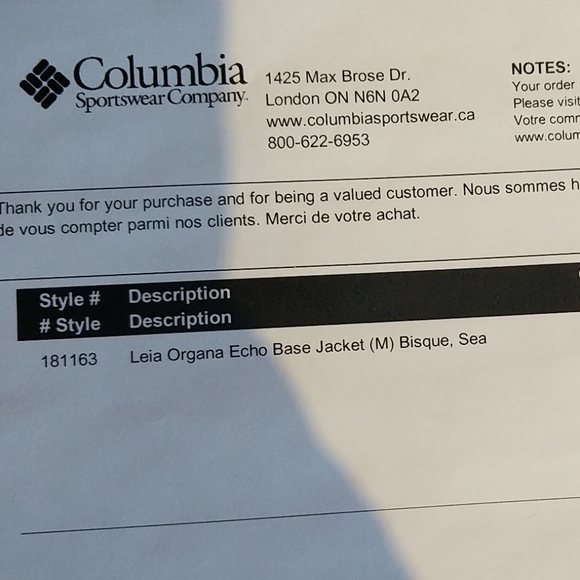 Columbia
Sportswear Company.
1425 Max Brose Dr.
London ON N6N 0A2
www.columbiasportswear.ca
800-622-6953
NOTES:
Your order
Please visit
Votre comm
www.colum
Thank you for your purchase and for being a valued customer. Nous sommes h
de vous compter parmi nos clients. Merci de votre achat.
Style # Description
# Style Description
181163 Leia Organa Echo Base Jacket (M) Bisque, Sea